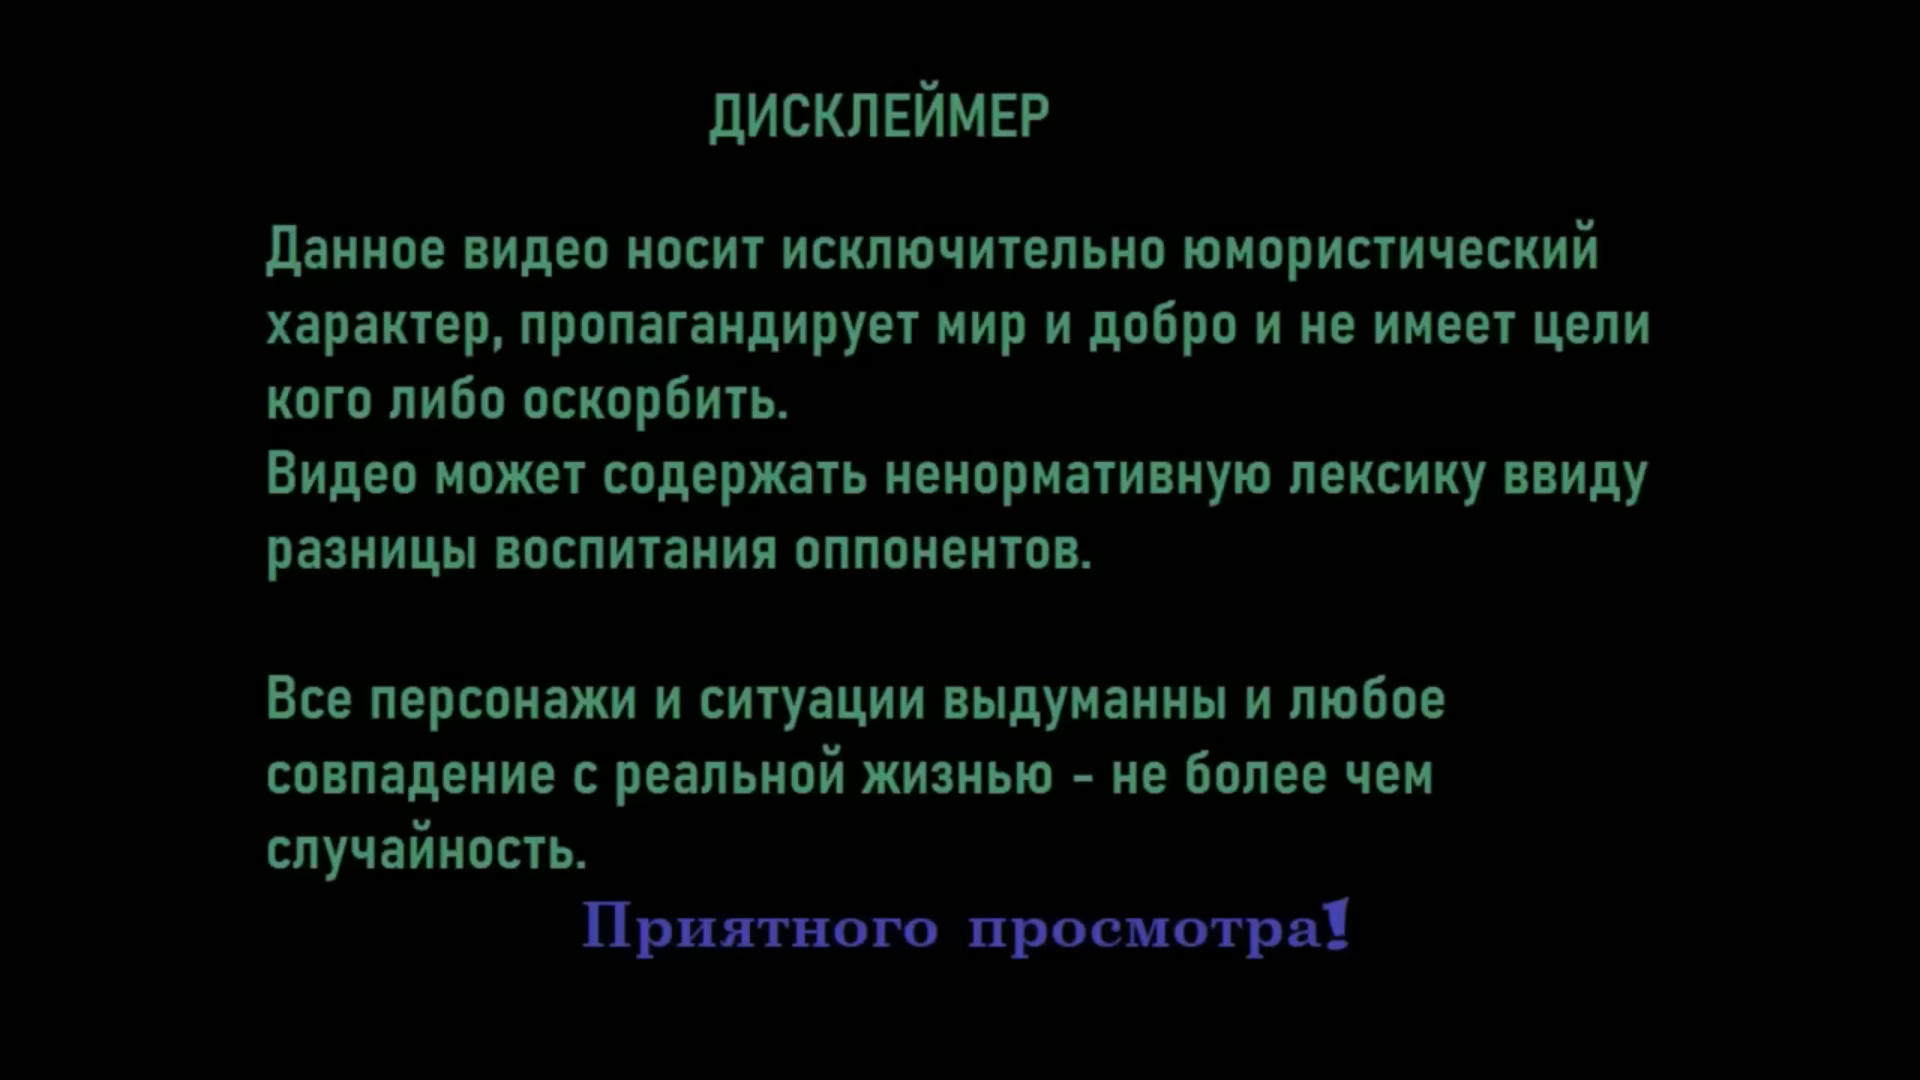 ДИСКЛЕЙМЕР
Данное видео носит исключительно юмористический
характер, пропагандирует мир и добро и не имеет цели
кого либо оскорбить.
Видео может содержать ненормативную лексику ввиду
разницы воспитания оппонентов.
Все персонажи и ситуации выдуманны и любое
совпадение с реальной жизнью - не более чем
случайность.
Приятного просмотра!